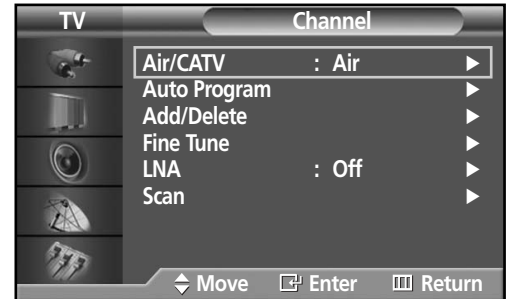 TV Channel
Air/CATV : Air
Auto Program
Add/Delete
Fine Tune
LNA : Off
Scan
Move Enter Return